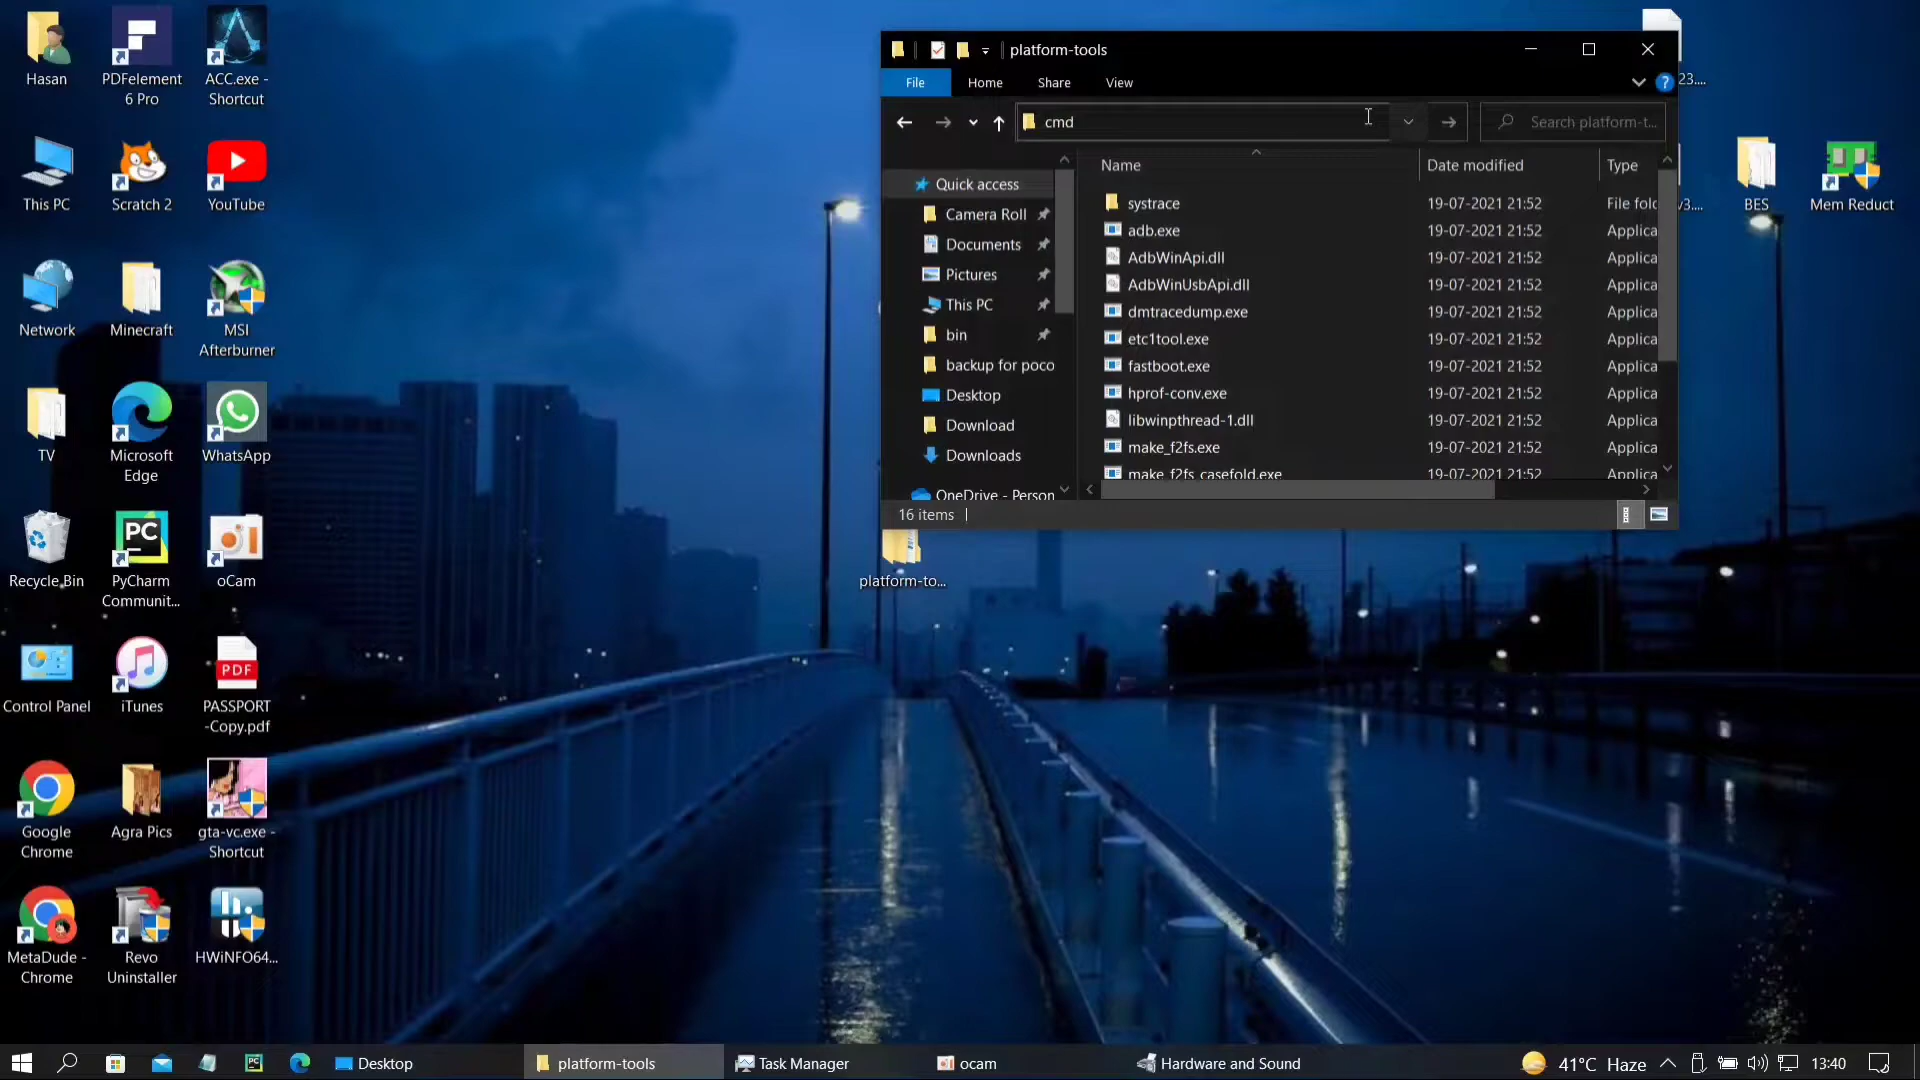 Hasan
PDFelement
6 Pro
ACC.exe -
Shortcut
This PC
Scratch 2
YouTube
Network
Minecraft
MSI
Afterburner
TV
Microsoft
Edge
WhatsApp
Recycle Bin
PyCharm
Communit...
oCam
Control Panel
iTunes
PASSPORT
-Copy.pdf
Google
Chrome
Agra Pics
gta-vc.exe -
Shortcut
MetaDude -
Chrome
Revo
Uninstaller
HWiNFO64...
platform-tools
File
Home
Share
View
cmd
Search platform-t...
Name
Date modified
Type
Quick access
Camera Roll
Documents
Pictures
This PC
bin
backup for poco
Desktop
Download
Downloads
OneDrive - Person
systrace 19-07-2021 21:52 File fold
adb.exe 19-07-2021 21:52 Applica
AdbWinApi.dll 19-07-2021 21:52 Applica
AdbWinUsbApi.dll 19-07-2021 21:52 Applica
dmtracedump.exe 19-07-2021 21:52 Applica
etc1tool.exe 19-07-2021 21:52 Applica
fastboot.exe 19-07-2021 21:52 Applica
hprof-conv.exe 19-07-2021 21:52 Applica
libwinpthread-1.dll 19-07-2021 21:52 Applica
make_f2fs.exe 19-07-2021 21:52 Applica
make_f2fs_casefold.exe 19-07-2021 21:52 Applica
16 items
platform-to...
23....
v3....
BES
Mem Reduct
Desktop
platform-tools
Task Manager
ocam
Hardware and Sound
41°C Haze
13:40